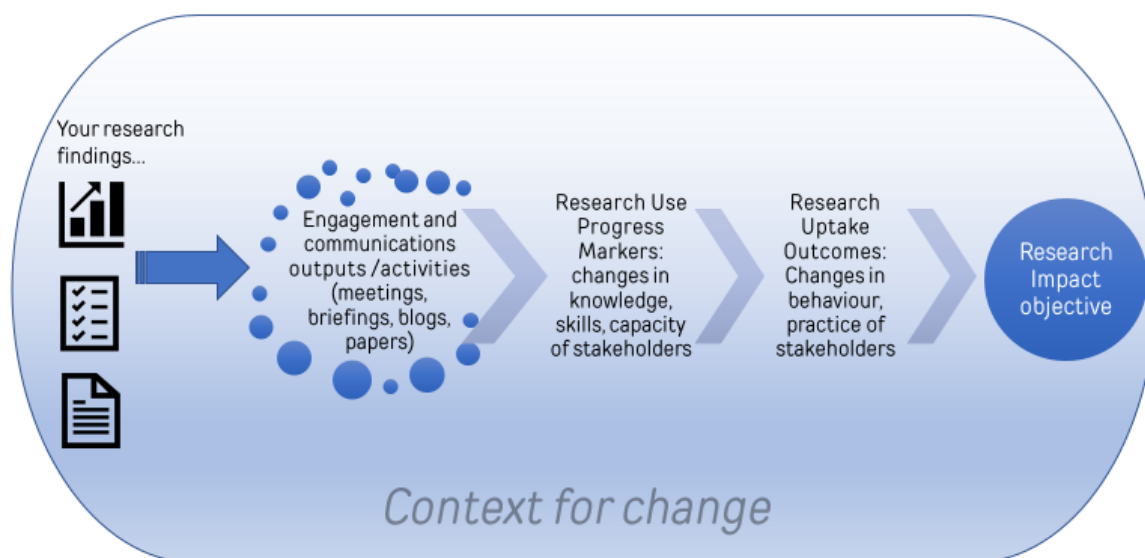 Your research
findings...
Engagement and
communications
outputs /activities
(meetings,
briefings, blogs,
papers)
Research Use
Progress
Markers:
changes in
knowledge,
skills, capacity
of stakeholders
Research
Uptake
Outcomes:
Changes in
behaviour,
practice of
stakeholders
Research
Impact
objective
Context for change